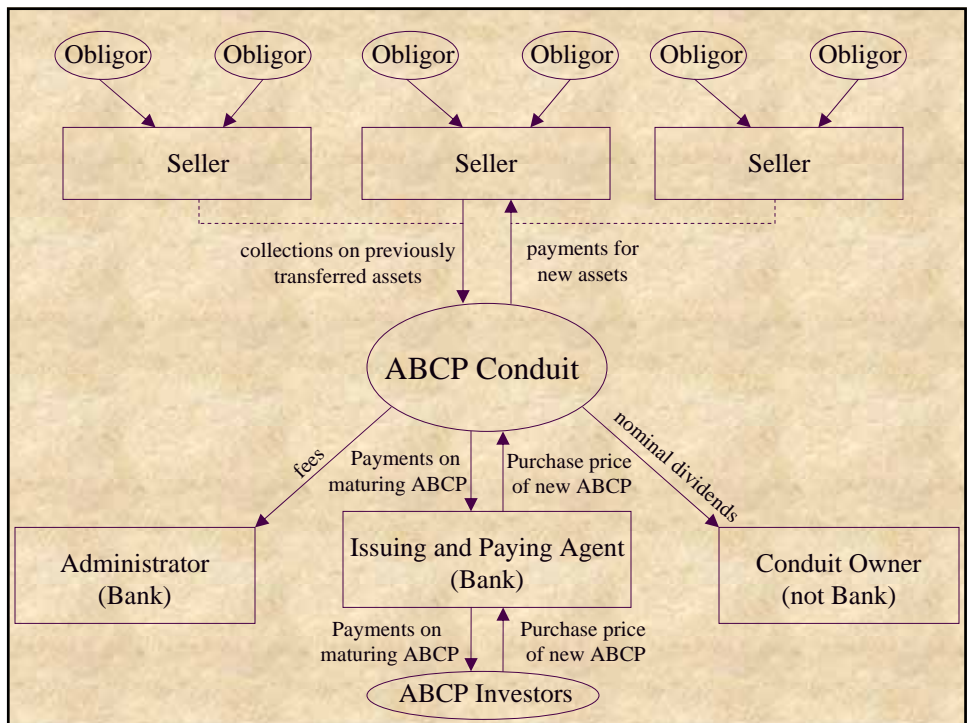 Obligor Obligor Obligor Obligor Obligor Obligor
Seller Seller Seller
collections on previously
transferred assets
payments for
new assets
ABCP Conduit
fees
Payments on
maturing ABCP
Purchase price
of new ABCP
nominal dividends
Administrator
(Bank)
Issuing and Paying Agent
(Bank)
Conduit Owner
(not Bank)
Payments on
maturing ABCP
Purchase price
of new ABCP
ABCP Investors